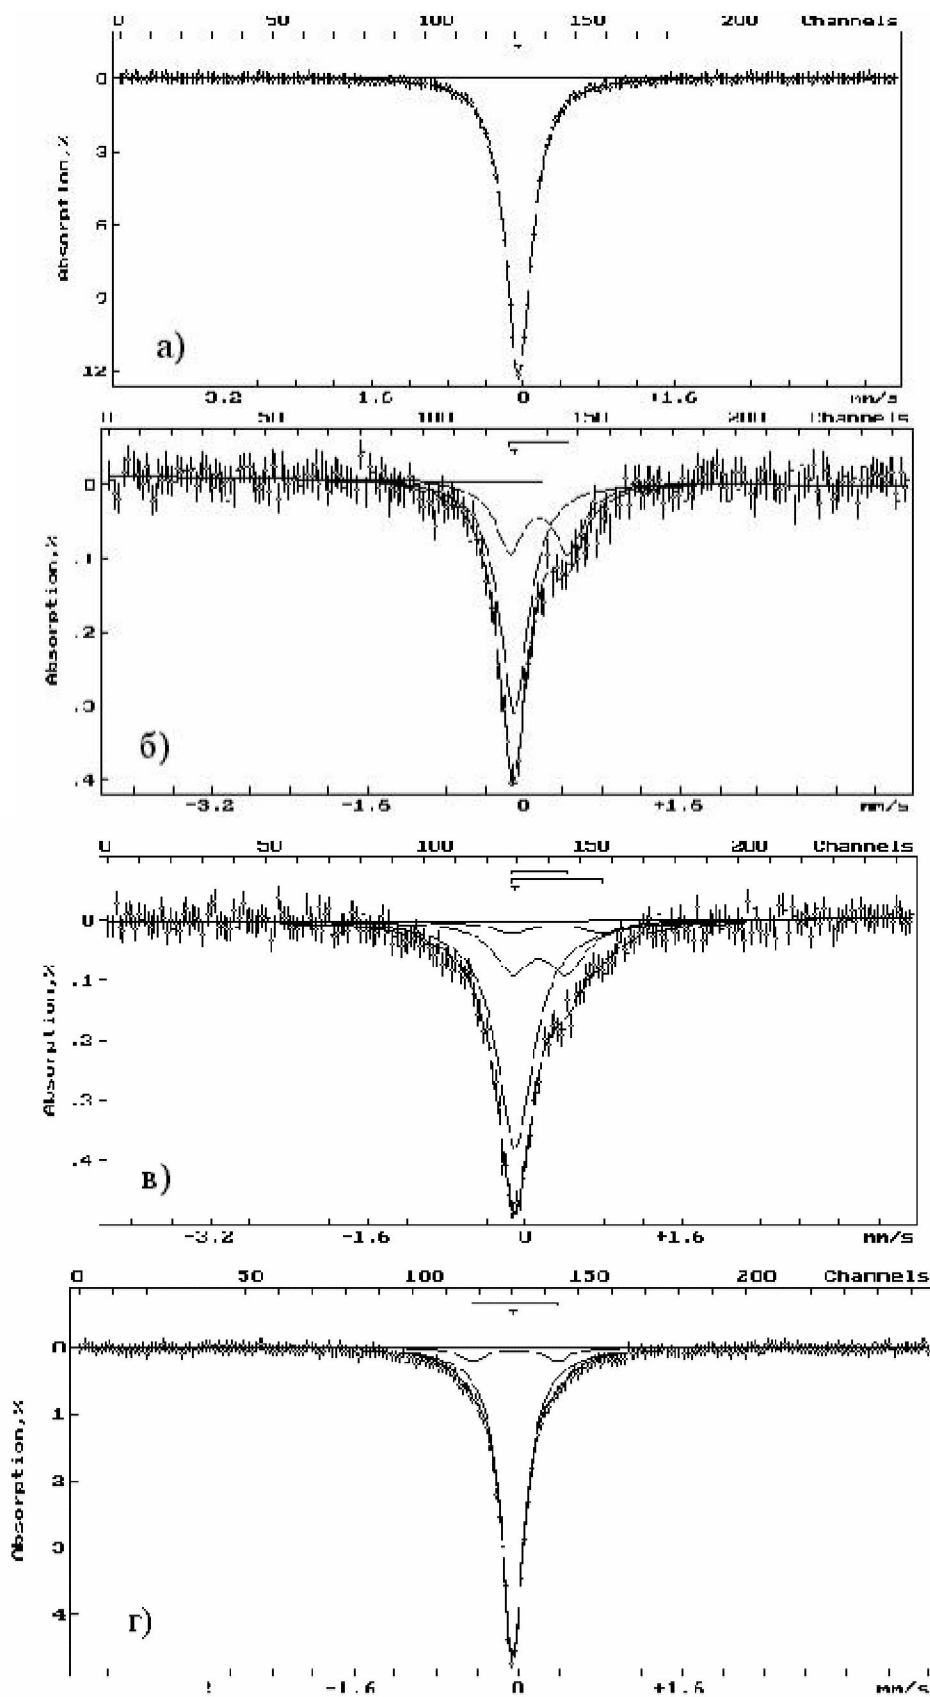 0 50 100 150 200 Channels
0
3
6
9
12
Absorption,%
а)
3.2 1.6 0 +1.6 mm/s
0 50 100 150 200 Channels
0
.1
.2
.3
.4
Absorption,%
б)
-3.2 -1.6 0 +1.6 mm/s
0 50 100 150 200 Channels
0
.1
.2
.3
.4
Absorption,%
в)
-3.2 -1.6 0 +1.6 mm/s
0 50 100 150 200 Channels
0
1
2
3
4
Absorption,%
г)
-1.6 0 +1.6 mm/s